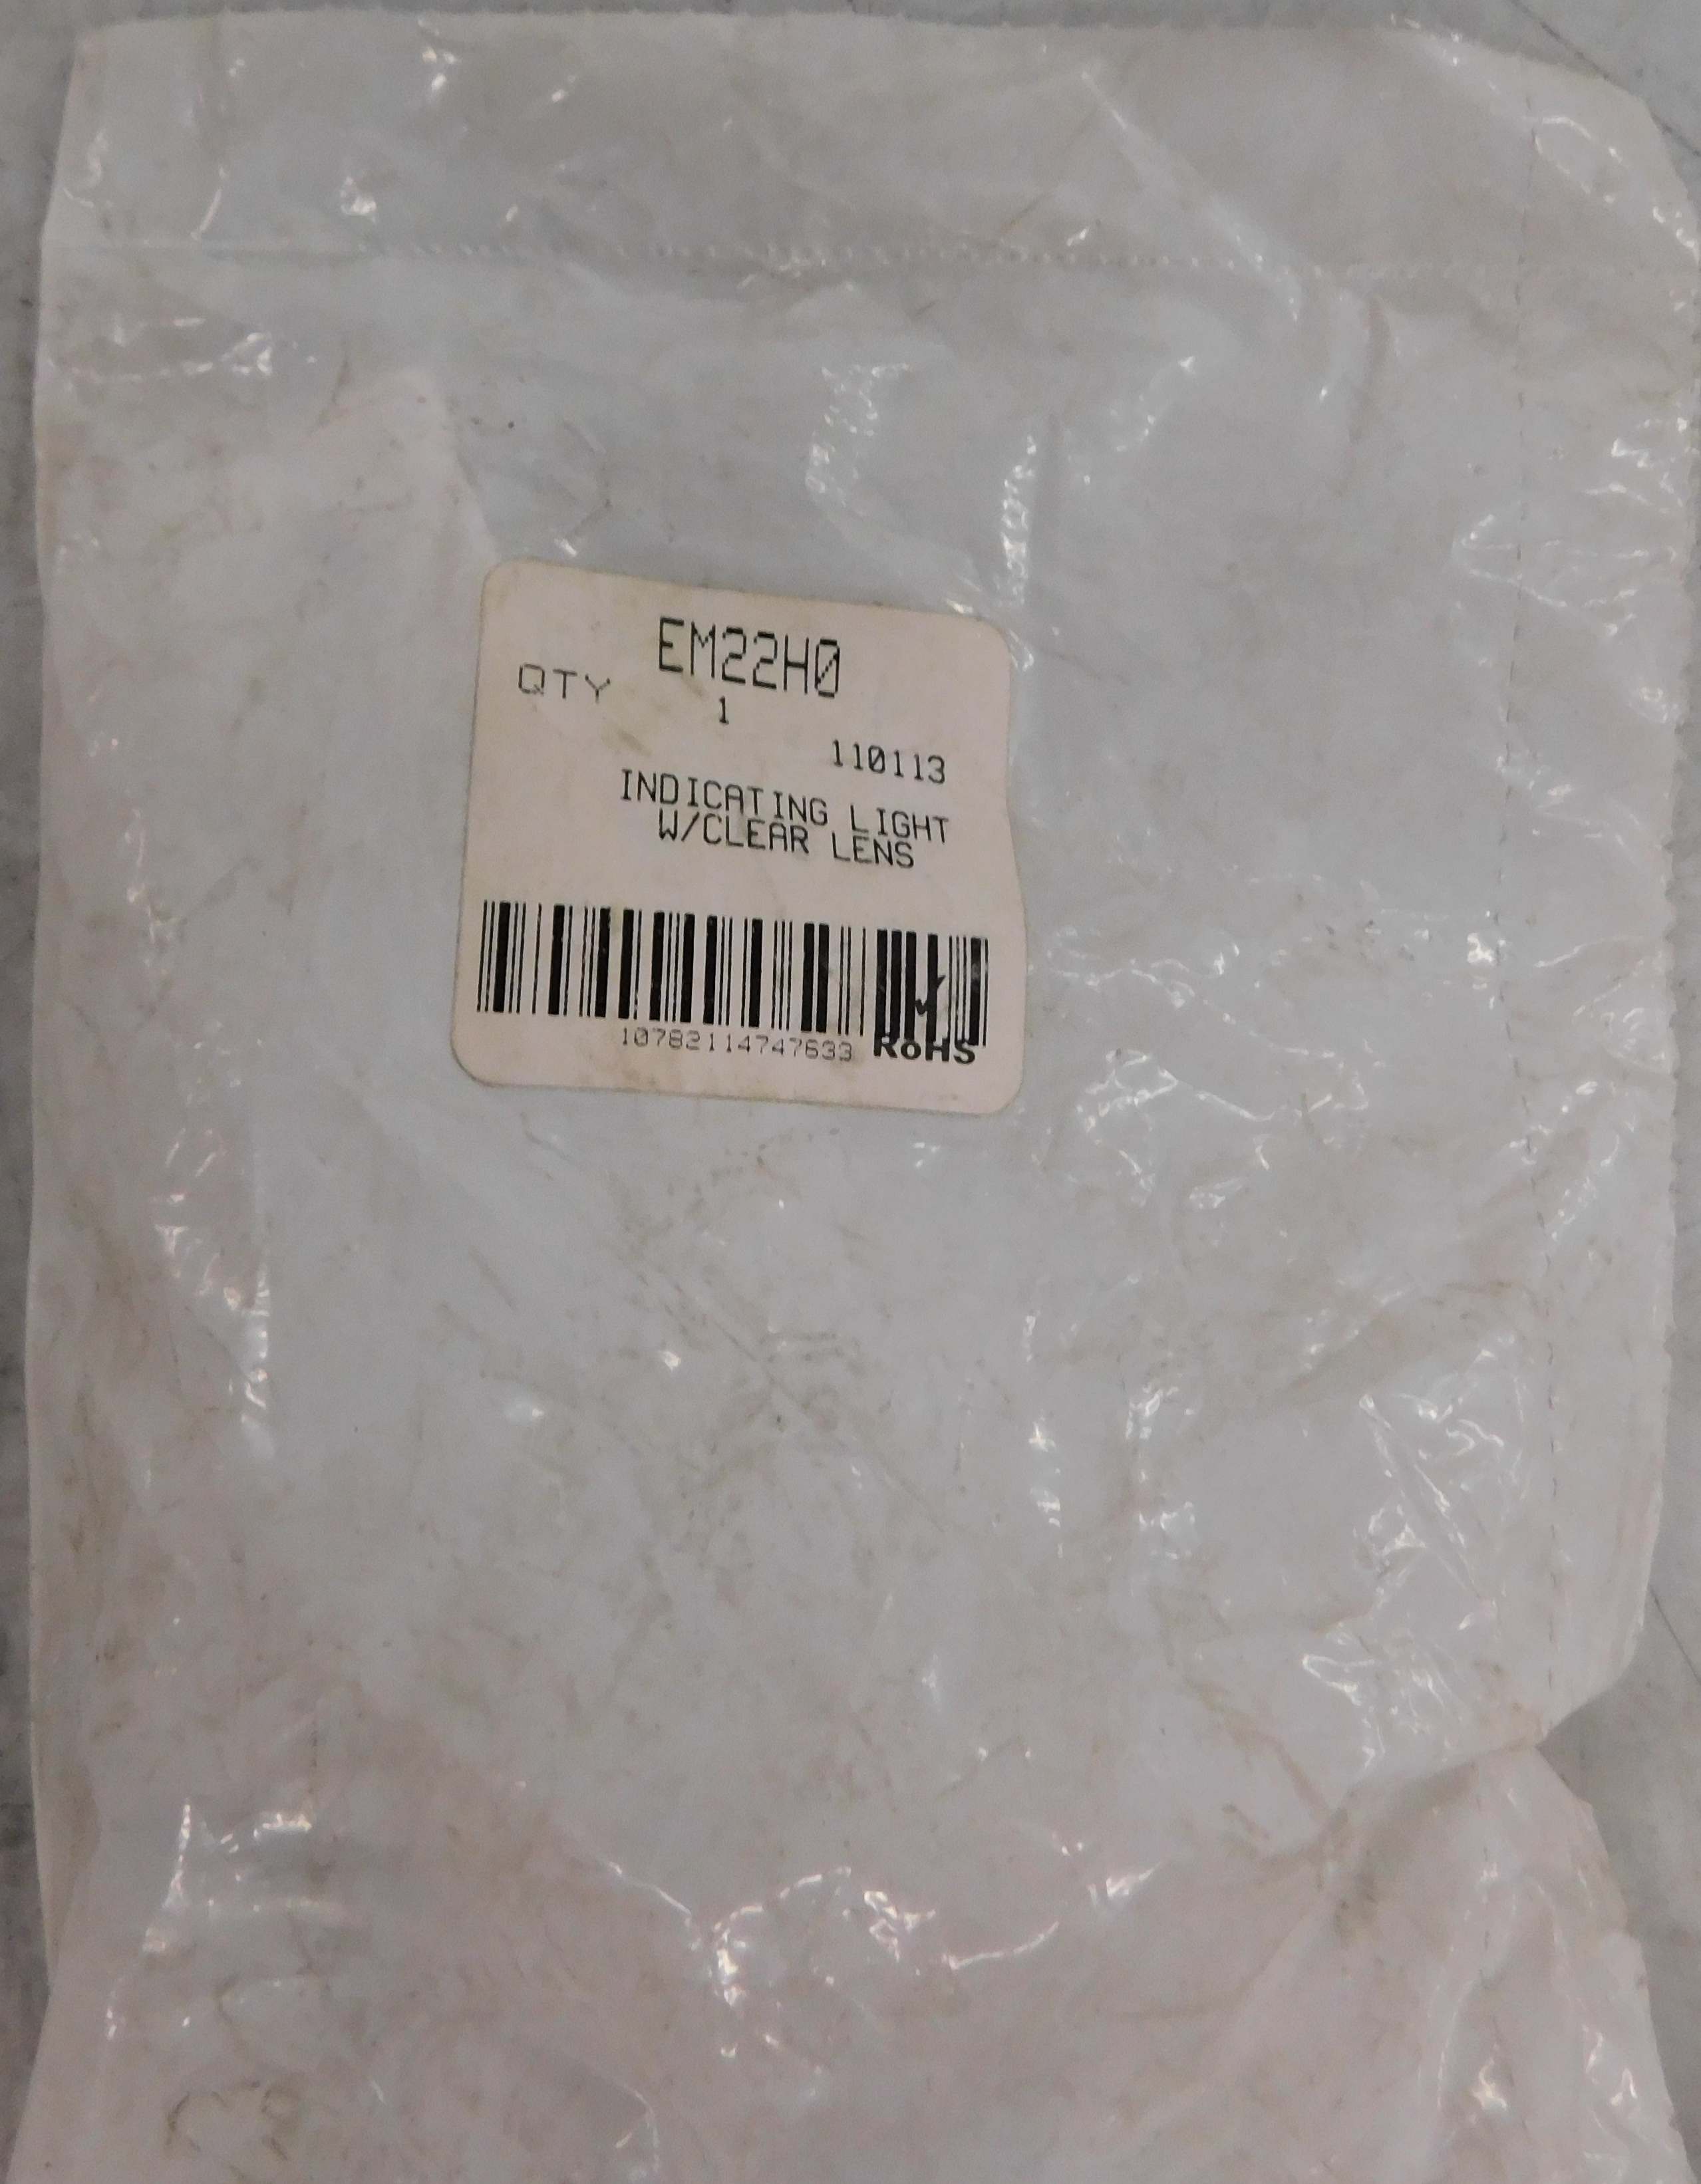 EM22H0
QTY 1
110113
INDICATING LIGHT
W/CLEAR LENS
10782114747633 RoHS